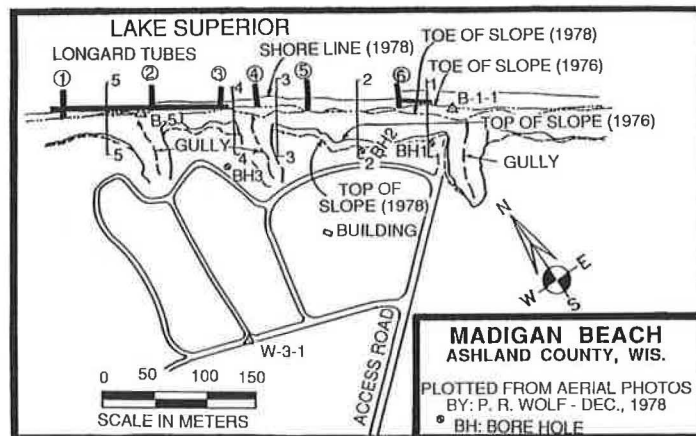 LAKE SUPERIOR
LONGARD TUBES
SHORE LINE (1978)
TOE OF SLOPE (1978)
TOE OF SLOPE (1976)
1
5
2
3
4
4
3
5
2
6
1
B-1-1
B-5
TOP OF SLOPE (1976)
GULLY
5
4
3
BH3
2
BH2
BH1
GULLY
TOP OF
SLOPE (1978)
BUILDING
N
E
W
S
W-3-1
ACCESS ROAD
0 50 100 150
SCALE IN METERS
MADIGAN BEACH
ASHLAND COUNTY, WIS.
PLOTTED FROM AERIAL PHOTOS
BY: P. R. WOLF - DEC., 1978
BH: BORE HOLE